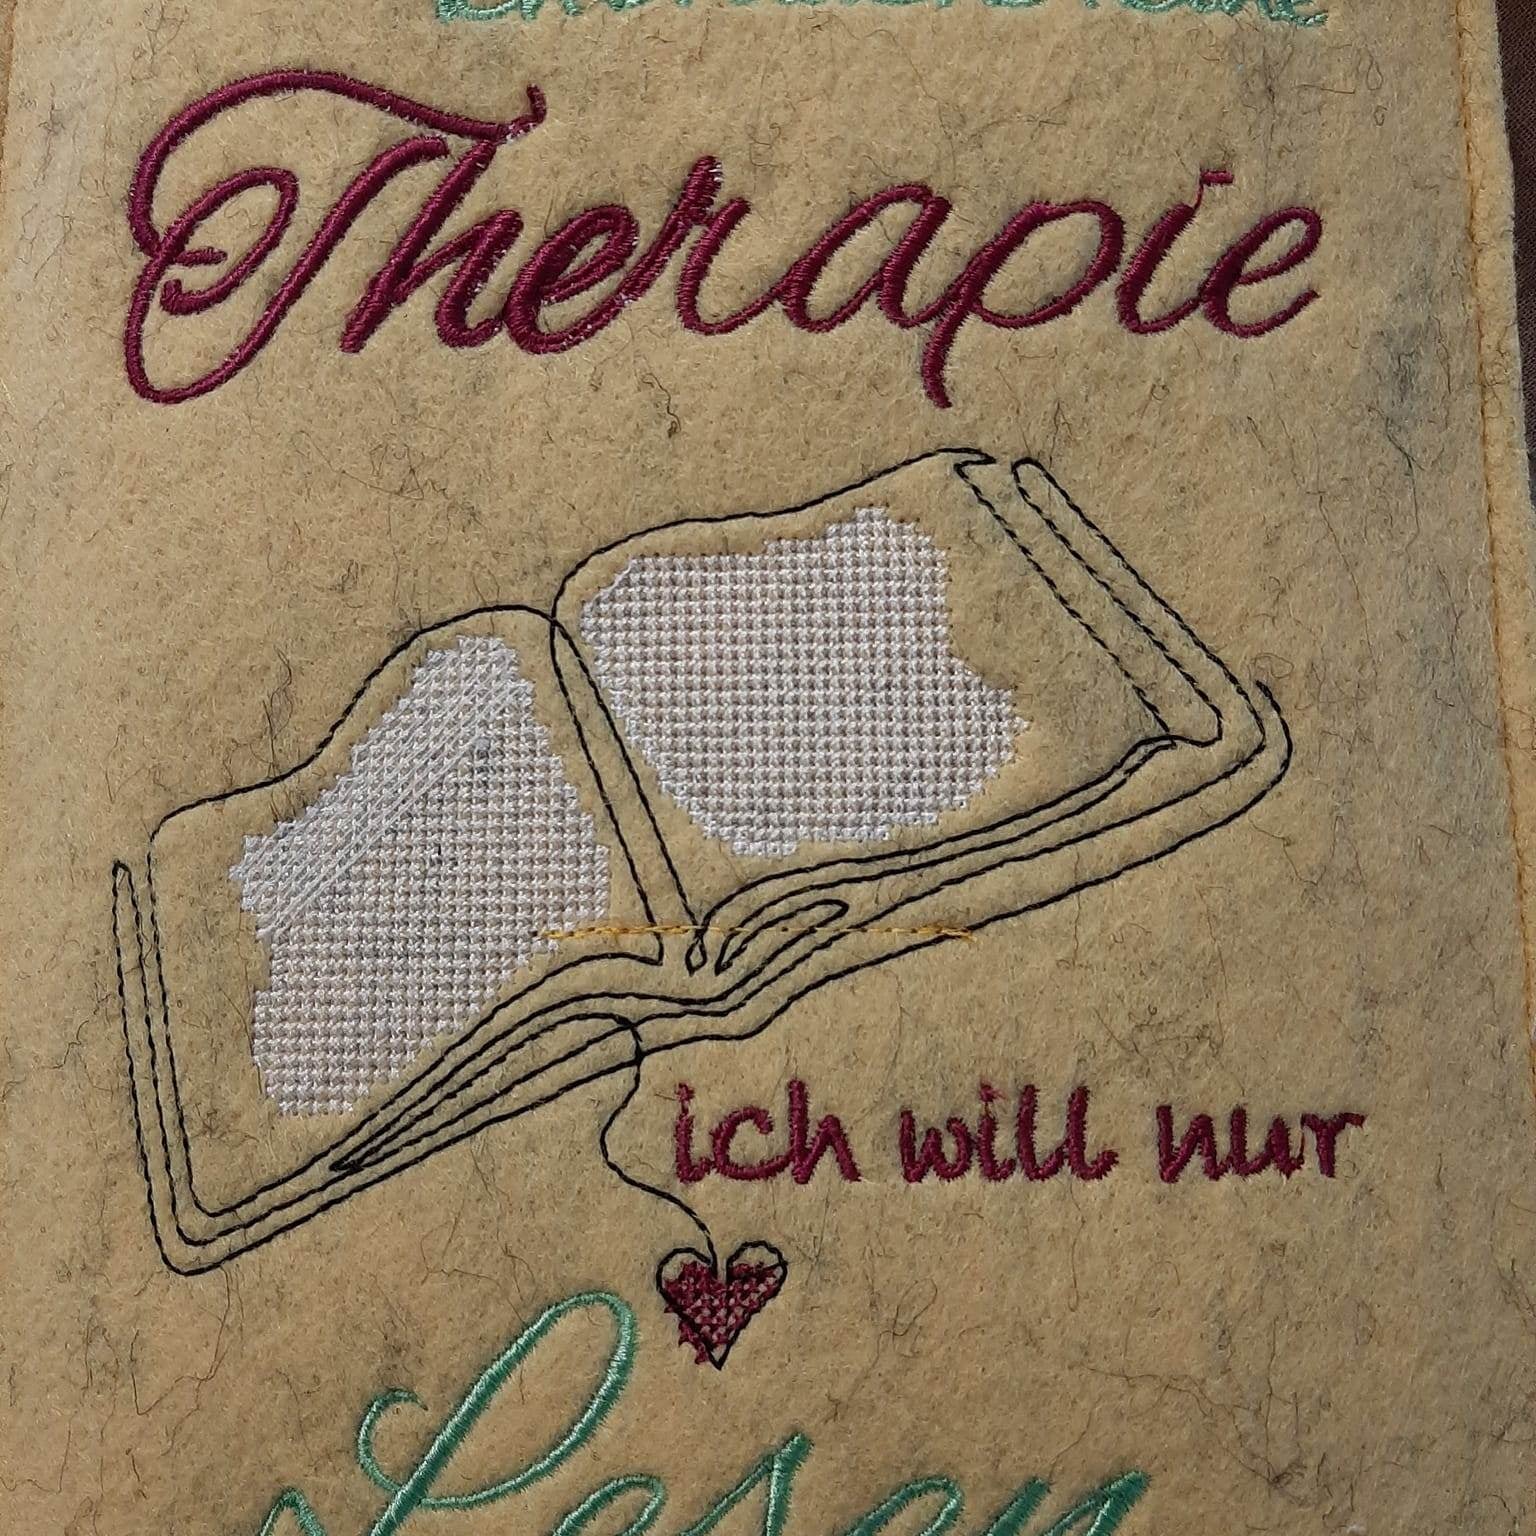 Therapie
ich will nur
Lesen